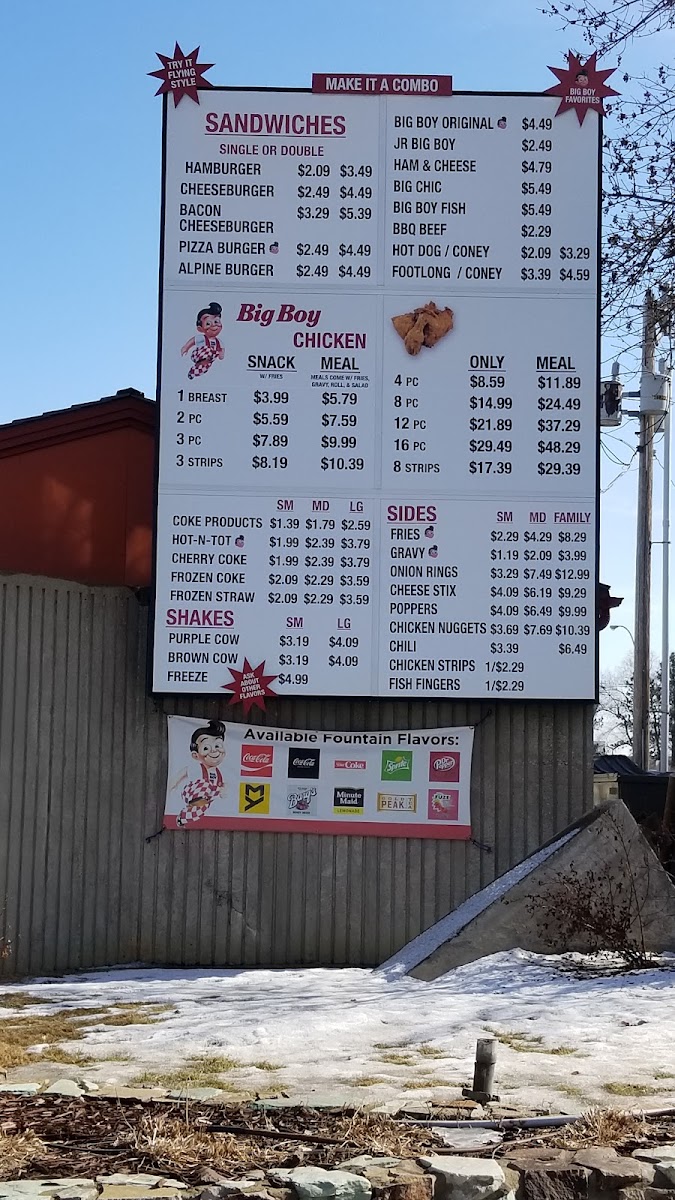 TRY IT
FLYING
STYLE
MAKE IT A COMBO
BIG BOY
FAVORITES
SANDWICHES
SINGLE OR DOUBLE
HAMBURGER $2.09 $3.49
CHEESEBURGER $2.49 $4.49
BACON $3.29 $5.39
CHEESEBURGER
PIZZA BURGER $2.49 $4.49
ALPINE BURGER $2.49 $4.49
BIG BOY ORIGINAL $4.49
JR BIG BOY $2.49
HAM & CHEESE $4.79
BIG CHIC $5.49
BIG BOY FISH $5.49
BBQ BEEF $2.29
HOT DOG / CONEY $2.09 $3.29
FOOTLONG / CONEY $3.39 $4.59
Big Boy
CHICKEN
SNACK MEAL
W/ FRIES MEALS COME W/ FRIES,
GRAVY, ROLL, & SALAD
1 BREAST $3.99 $5.79
2 PC $5.59 $7.59
3 PC $7.89 $9.99
3 STRIPS $8.19 $10.39
ONLY MEAL
4 PC $8.59 $11.89
8 PC $14.99 $24.49
12 PC $21.89 $37.29
16 PC $29.49 $48.29
8 STRIPS $17.39 $29.39
SM MD LG
COKE PRODUCTS $1.39 $1.79 $2.59
HOT-N-TOT $1.99 $2.39 $3.79
CHERRY COKE $1.99 $2.39 $3.79
FROZEN COKE $2.09 $2.29 $3.59
FROZEN STRAW $2.09 $2.29 $3.59
SHAKES SM LG
PURPLE COW $3.19 $4.09
BROWN COW $3.19 $4.09
FREEZE $4.99
ASK
ABOUT
OTHER
FLAVORS
SIDES SM MD FAMILY
FRIES $2.29 $4.29 $8.29
GRAVY $1.19 $2.09 $3.99
ONION RINGS $3.29 $7.49 $12.99
CHEESE STIX $4.09 $6.19 $9.29
POPPERS $4.09 $6.49 $9.99
CHICKEN NUGGETS $3.69 $7.69 $10.39
CHILI $3.39 $6.49
CHICKEN STRIPS 1/$2.29
FISH FINGERS 1/$2.29
Available Fountain Flavors:
Coca-Cola Coca-Cola Coke Sprite Dr Pepper
Barq's Minute Maid GOLD PEAK FUZE
LEMONADE